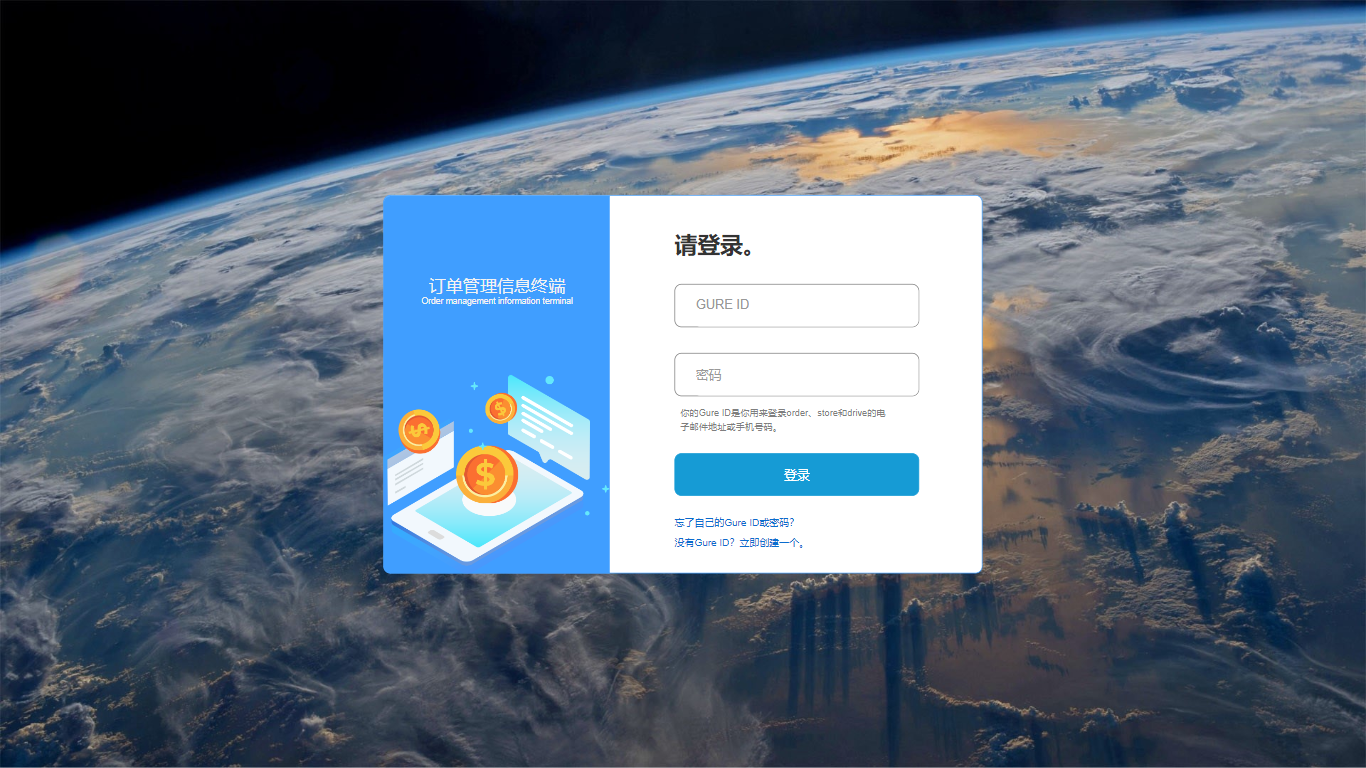 订单管理信息终端
Order management information terminal
请登录。
GURE ID
密码
你的Gure ID是你用来登录order、store和drive的电
子邮件地址或手机号码。
登录
忘了自己的Gure ID或密码?
没有Gure ID？立即创建一个。